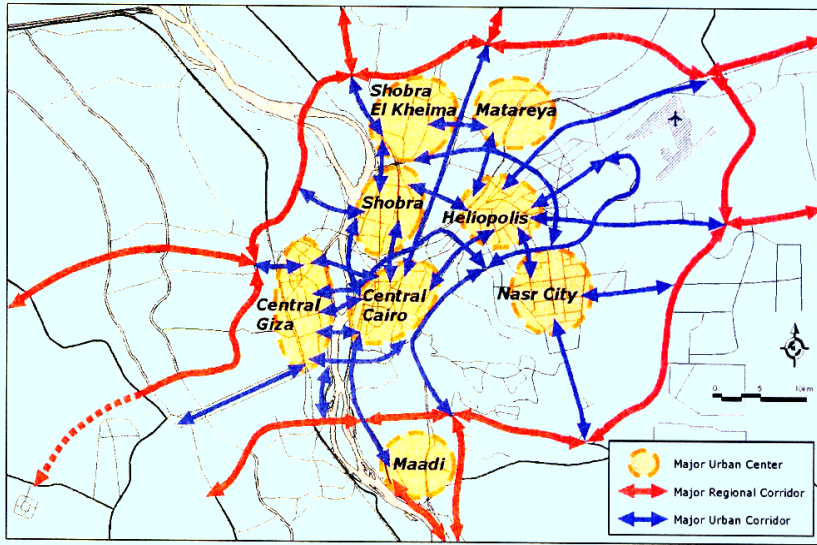 Shobra
El Kheima
Matareya
Shobra
Heliopolis
Central
Giza
Central
Cairo
Nasr City
Maadi
0 5 10km
Major Urban Center
Major Regional Corridor
Major Urban Corridor